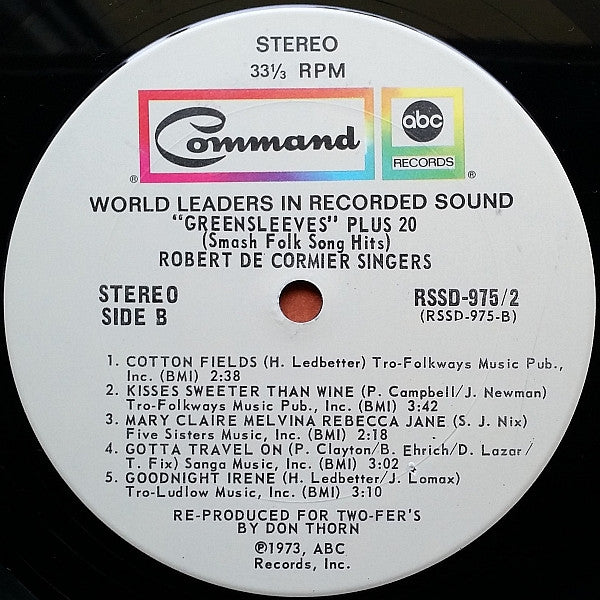 STEREO
33⅓ RPM
Command
abc
RECORDS
®
®
WORLD LEADERS IN RECORDED SOUND
"GREENSLEEVES" PLUS 20
(Smash Folk Song Hits)
ROBERT DE CORMIER SINGERS
STEREO
SIDE B
RSSD-975/2
(RSSD-975-B)
1. COTTON FIELDS (H. Ledbetter) Tro-Folkways Music Pub.,
Inc. (BMI) 2:38
2. KISSES SWEETER THAN WINE (P. Campbell/J. Newman)
Tro-Folkways Music Pub., Inc. (BMI) 3:42
3. MARY CLAIRE MELVINA REBECCA JANE (S. J. Nix)
Five Sisters Music, Inc. (BMI) 2:18
4. GOTTA TRAVEL ON (P. Clayton/B. Ehrich/D. Lazar/
T. Fix) Sanga Music, Inc. (BMI) 3:02
5. GOODNIGHT IRENE (H. Ledbetter/J. Lomax)
Tro-Ludlow Music, Inc. (BMI) 3:10
RE-PRODUCED FOR TWO-FER'S
BY DON THORN
℗1973, ABC
Records, Inc.